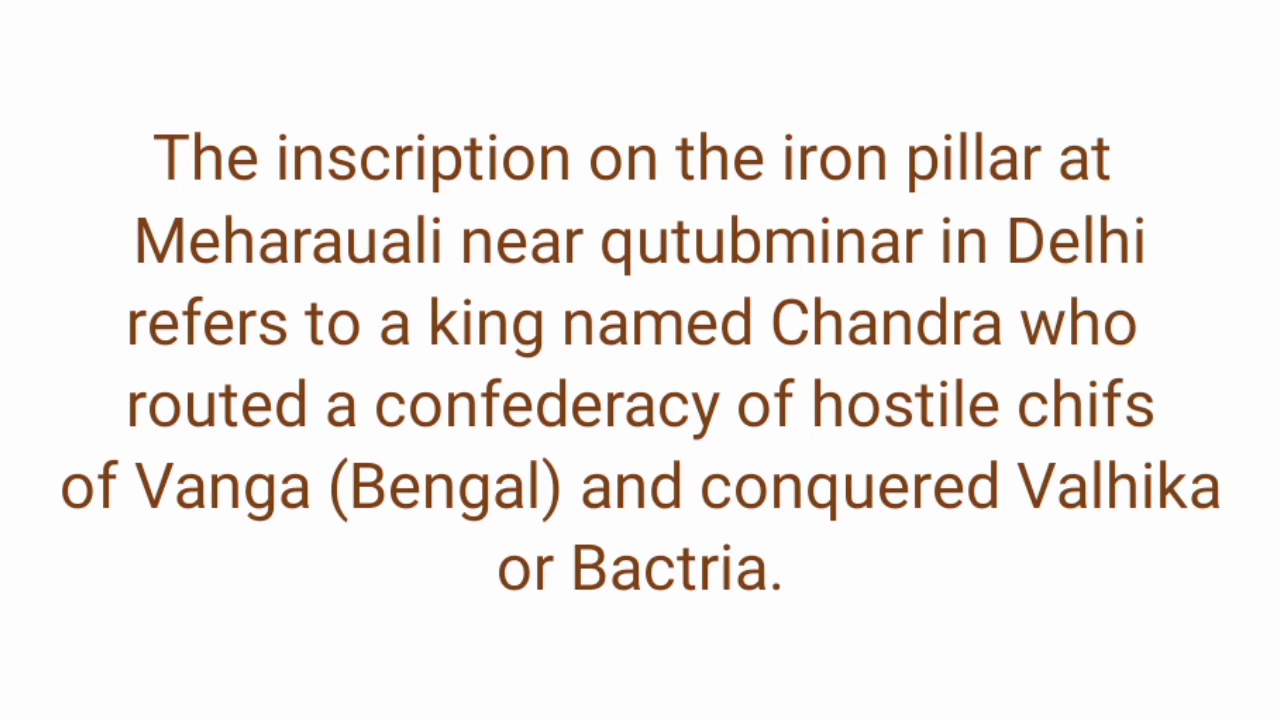 The inscription on the iron pillar at
Meharauali near qutubminar in Delhi
refers to a king named Chandra who
routed a confederacy of hostile chifs
of Vanga (Bengal) and conquered Valhika
or Bactria.